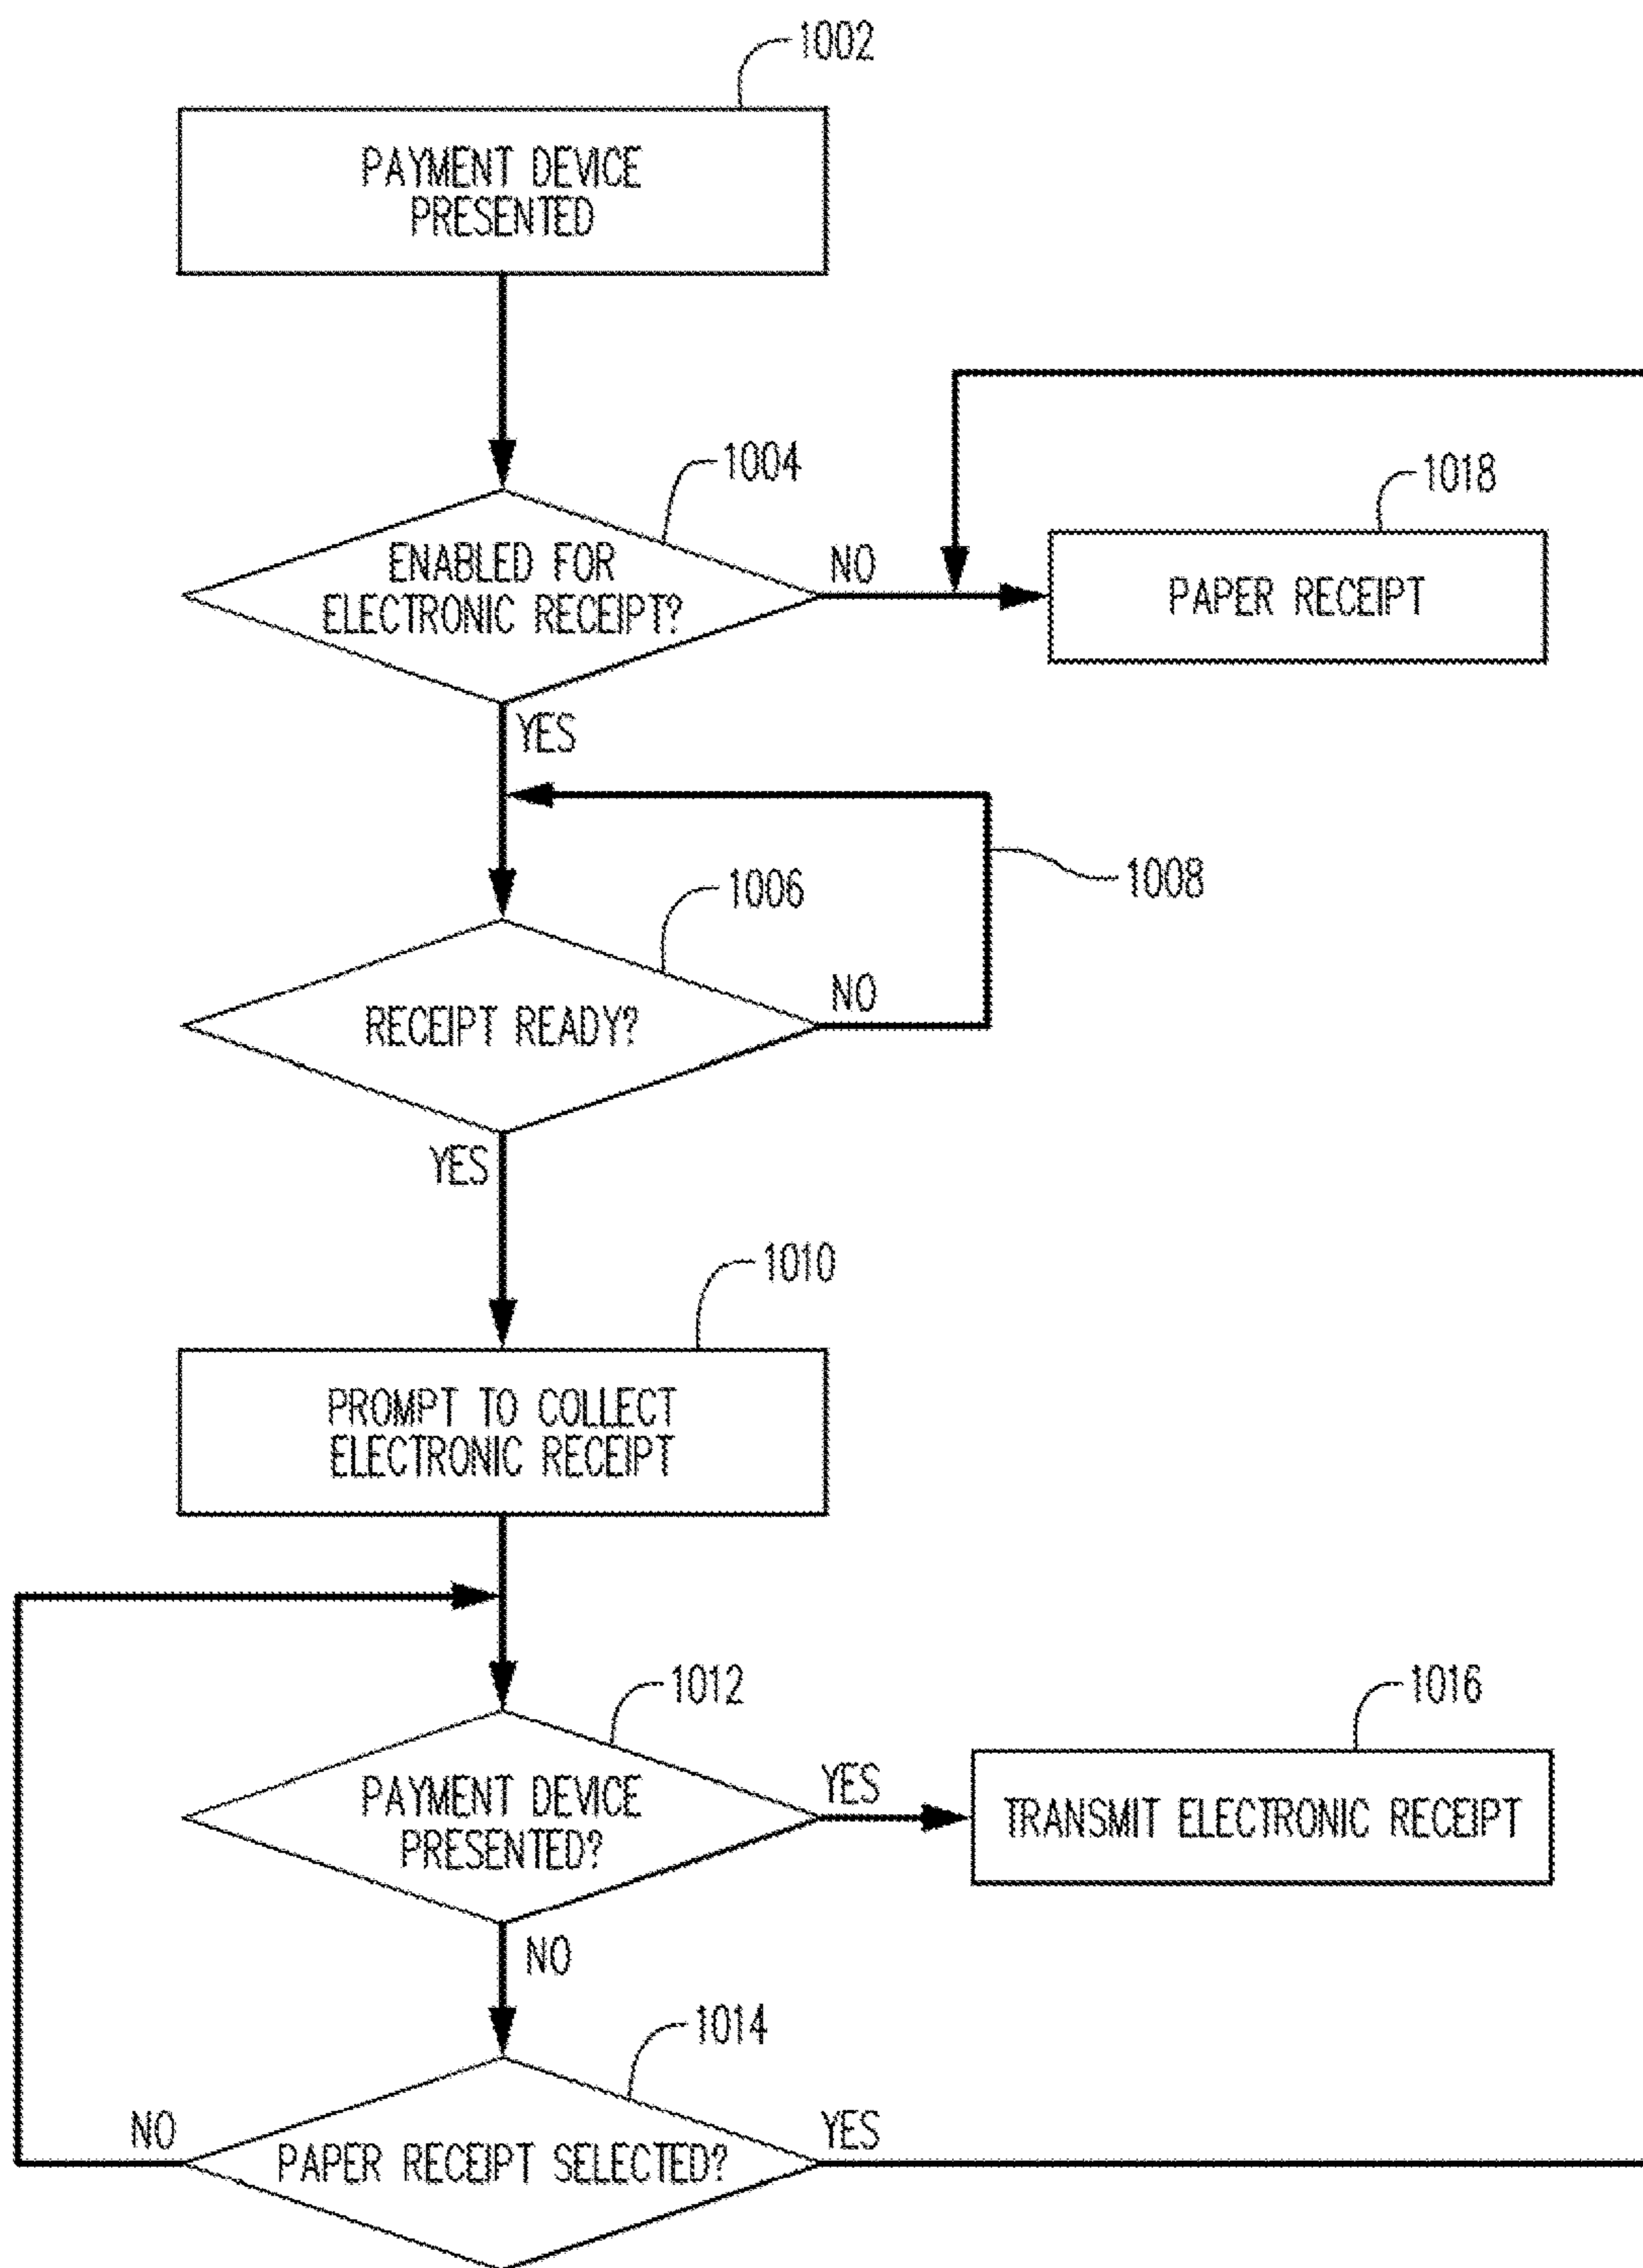 1002
PAYMENT DEVICE
PRESENTED
1004
ENABLED FOR
ELECTRONIC RECEIPT?
NO
1018
PAPER RECEIPT
YES
1008
1006
RECEIPT READY?
NO
YES
1010
PROMPT TO COLLECT
ELECTRONIC RECEIPT
1012
PAYMENT DEVICE
PRESENTED?
YES
1016
TRANSMIT ELECTRONIC RECEIPT
NO
1014
NO
PAPER RECEIPT SELECTED?
YES